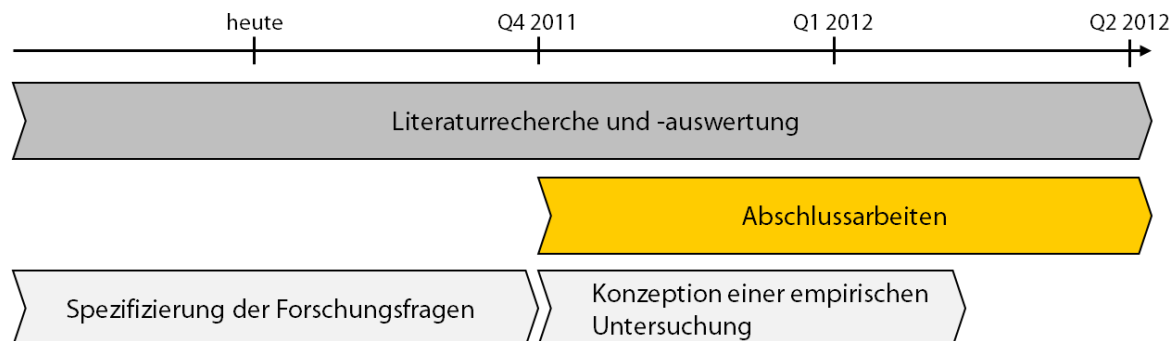 heute Q4 2011 Q1 2012 Q2 2012
Literaturrecherche und -auswertung
Abschlussarbeiten
Spezifizierung der Forschungsfragen
Konzeption einer empirischen
Untersuchung